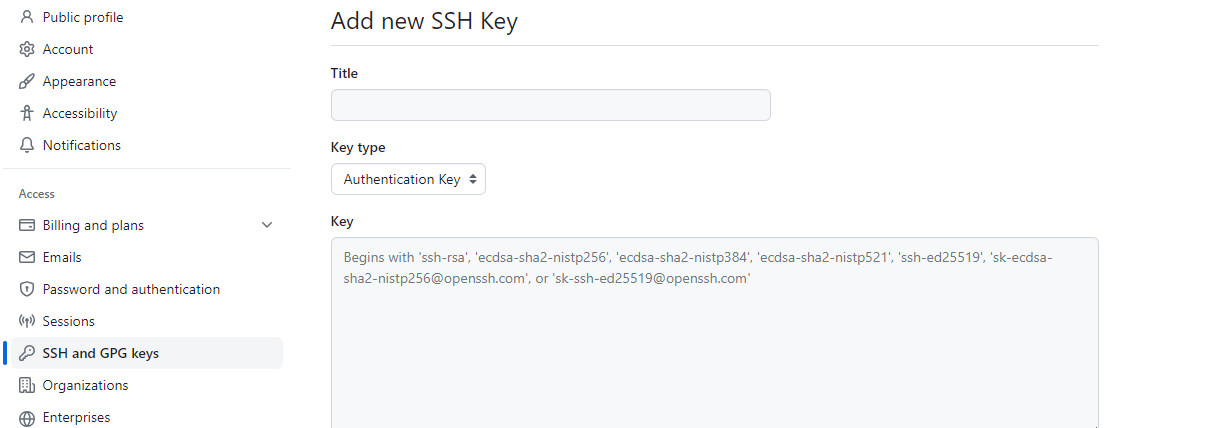 Public profile
Account
Appearance
Accessibility
Notifications
Access
Billing and plans
Emails
Password and authentication
Sessions
SSH and GPG keys
Organizations
Enterprises
Add new SSH Key
Title
Key type
Authentication Key
Key
Begins with 'ssh-rsa', 'ecdsa-sha2-nistp256', 'ecdsa-sha2-nistp384', 'ecdsa-sha2-nistp521', 'ssh-ed25519', 'sk-ecdsa-
sha2-nistp256@openssh.com', or 'sk-ssh-ed25519@openssh.com'